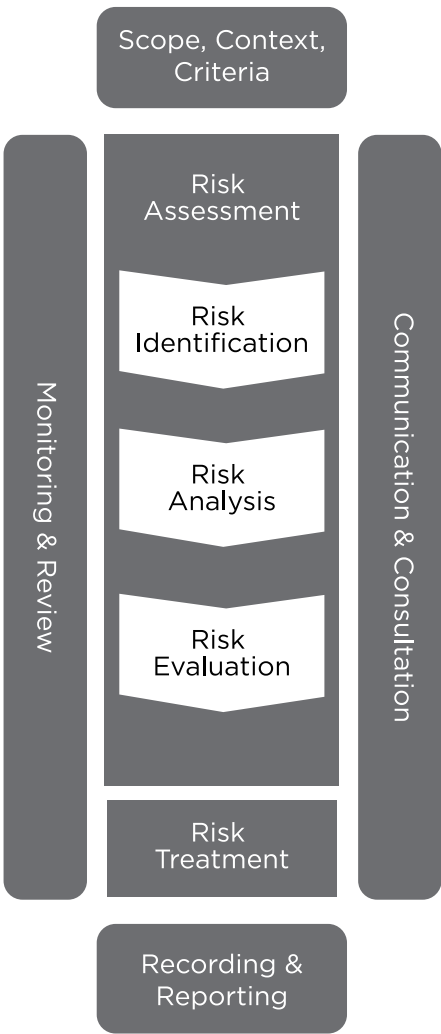 Scope, Context,
Criteria
Monitoring & Review
Risk
Assessment
Risk
Identification
Risk
Analysis
Risk
Evaluation
Risk
Treatment
Communication & Consultation
Recording &
Reporting